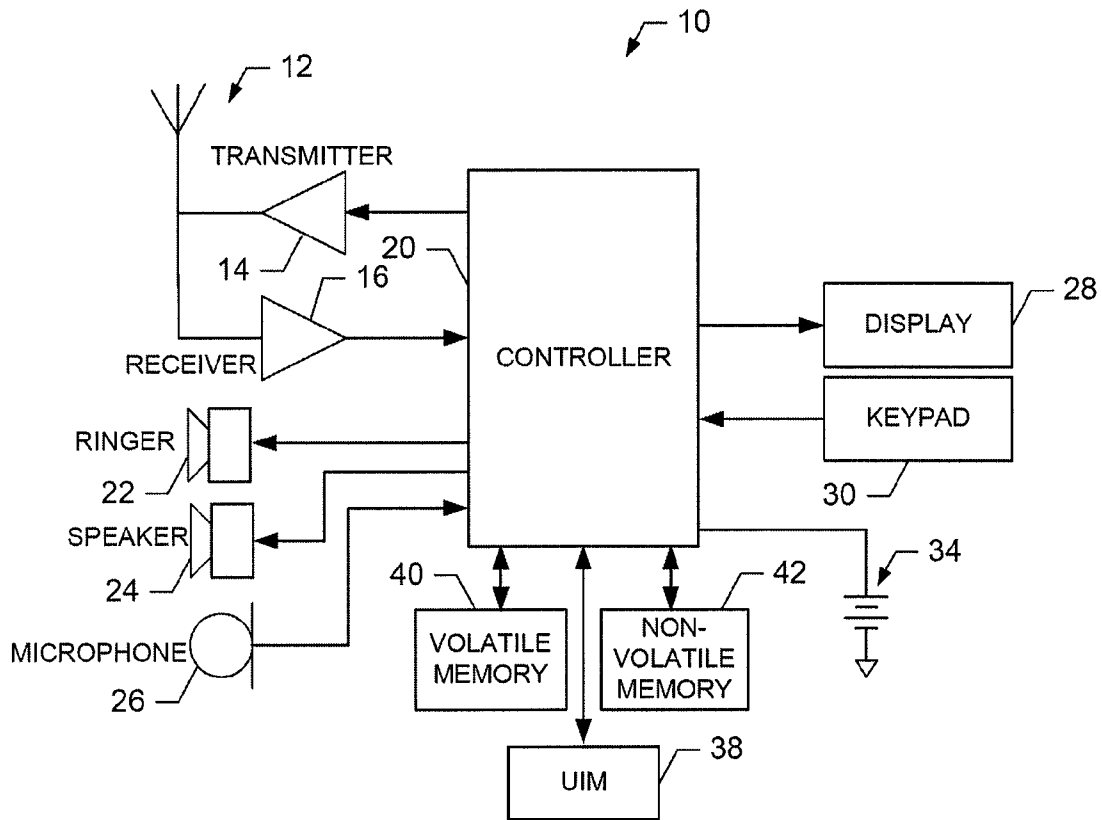 10
12
TRANSMITTER
14
20
16
RECEIVER
CONTROLLER
DISPLAY
28
KEYPAD
30
RINGER
22
SPEAKER
24
MICROPHONE
26
40
VOLATILE
MEMORY
42
NON-
VOLATILE
MEMORY
34
UIM
38